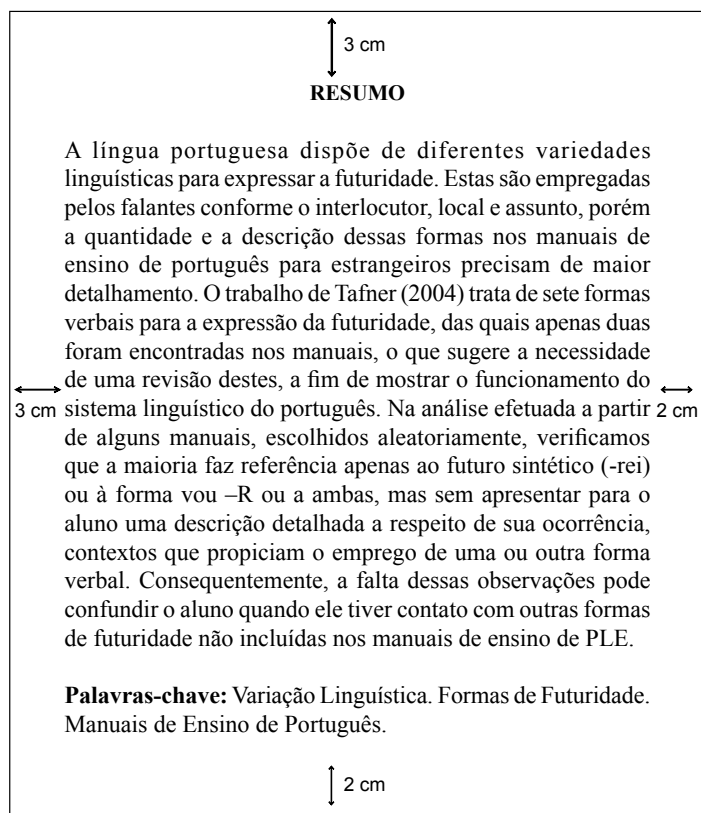 3 cm
RESUMO
A língua portuguesa dispõe de diferentes variedades
linguísticas para expressar a futuridade. Estas são empregadas
pelos falantes conforme o interlocutor, local e assunto, porém
a quantidade e a descrição dessas formas nos manuais de
ensino de português para estrangeiros precisam de maior
detalhamento. O trabalho de Tafner (2004) trata de sete formas
verbais para a expressão da futuridade, das quais apenas duas
foram encontradas nos manuais, o que sugere a necessidade
de uma revisão destes, a fim de mostrar o funcionamento do
3 cm sistema linguístico do português. Na análise efetuada a partir 2 cm
de alguns manuais, escolhidos aleatoriamente, verificamos
que a maioria faz referência apenas ao futuro sintético (-rei)
ou à forma vou –R ou a ambas, mas sem apresentar para o
aluno uma descrição detalhada a respeito de sua ocorrência,
contextos que propiciam o emprego de uma ou outra forma
verbal. Consequentemente, a falta dessas observações pode
confundir o aluno quando ele tiver contato com outras formas
de futuridade não incluídas nos manuais de ensino de PLE.
Palavras-chave: Variação Linguística. Formas de Futuridade.
Manuais de Ensino de Português.
2 cm